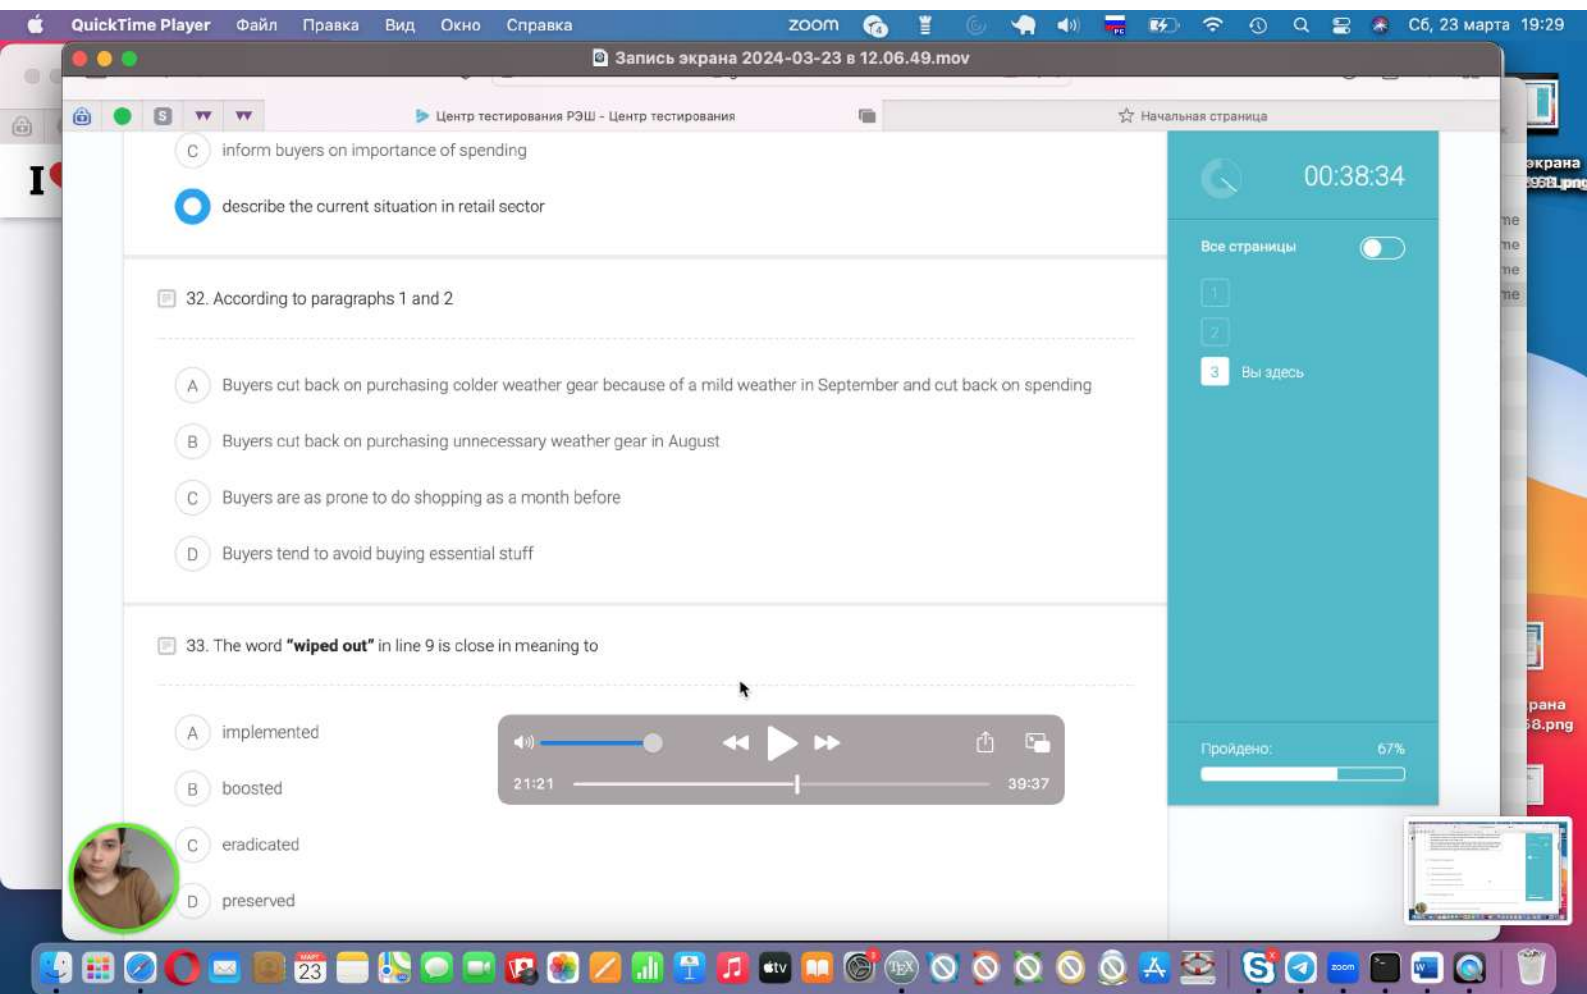 QuickTime Player Файл Правка Вид Окно Справка zoom Сб, 23 марта 19:29
Запись экрана 2024-03-23 в 12.06.49.mov
S Центр тестирования РЭШ - Центр тестирования Начальная страница
I
C inform buyers on importance of spending
00:38:34
экрана
describe the current situation in retail sector
Все страницы
32. According to paragraphs 1 and 2
1
2
3 Вы здесь
A Buyers cut back on purchasing colder weather gear because of a mild weather in September and cut back on spending
B Buyers cut back on purchasing unnecessary weather gear in August
C Buyers are as prone to do shopping as a month before
D Buyers tend to avoid buying essential stuff
33. The word “wiped out” in line 9 is close in meaning to
A implemented
B boosted
C eradicated
D preserved
21:21 39:37
Пройдено: 67%
рана
8.png
МАРТ
23
tv
TEX
zoom